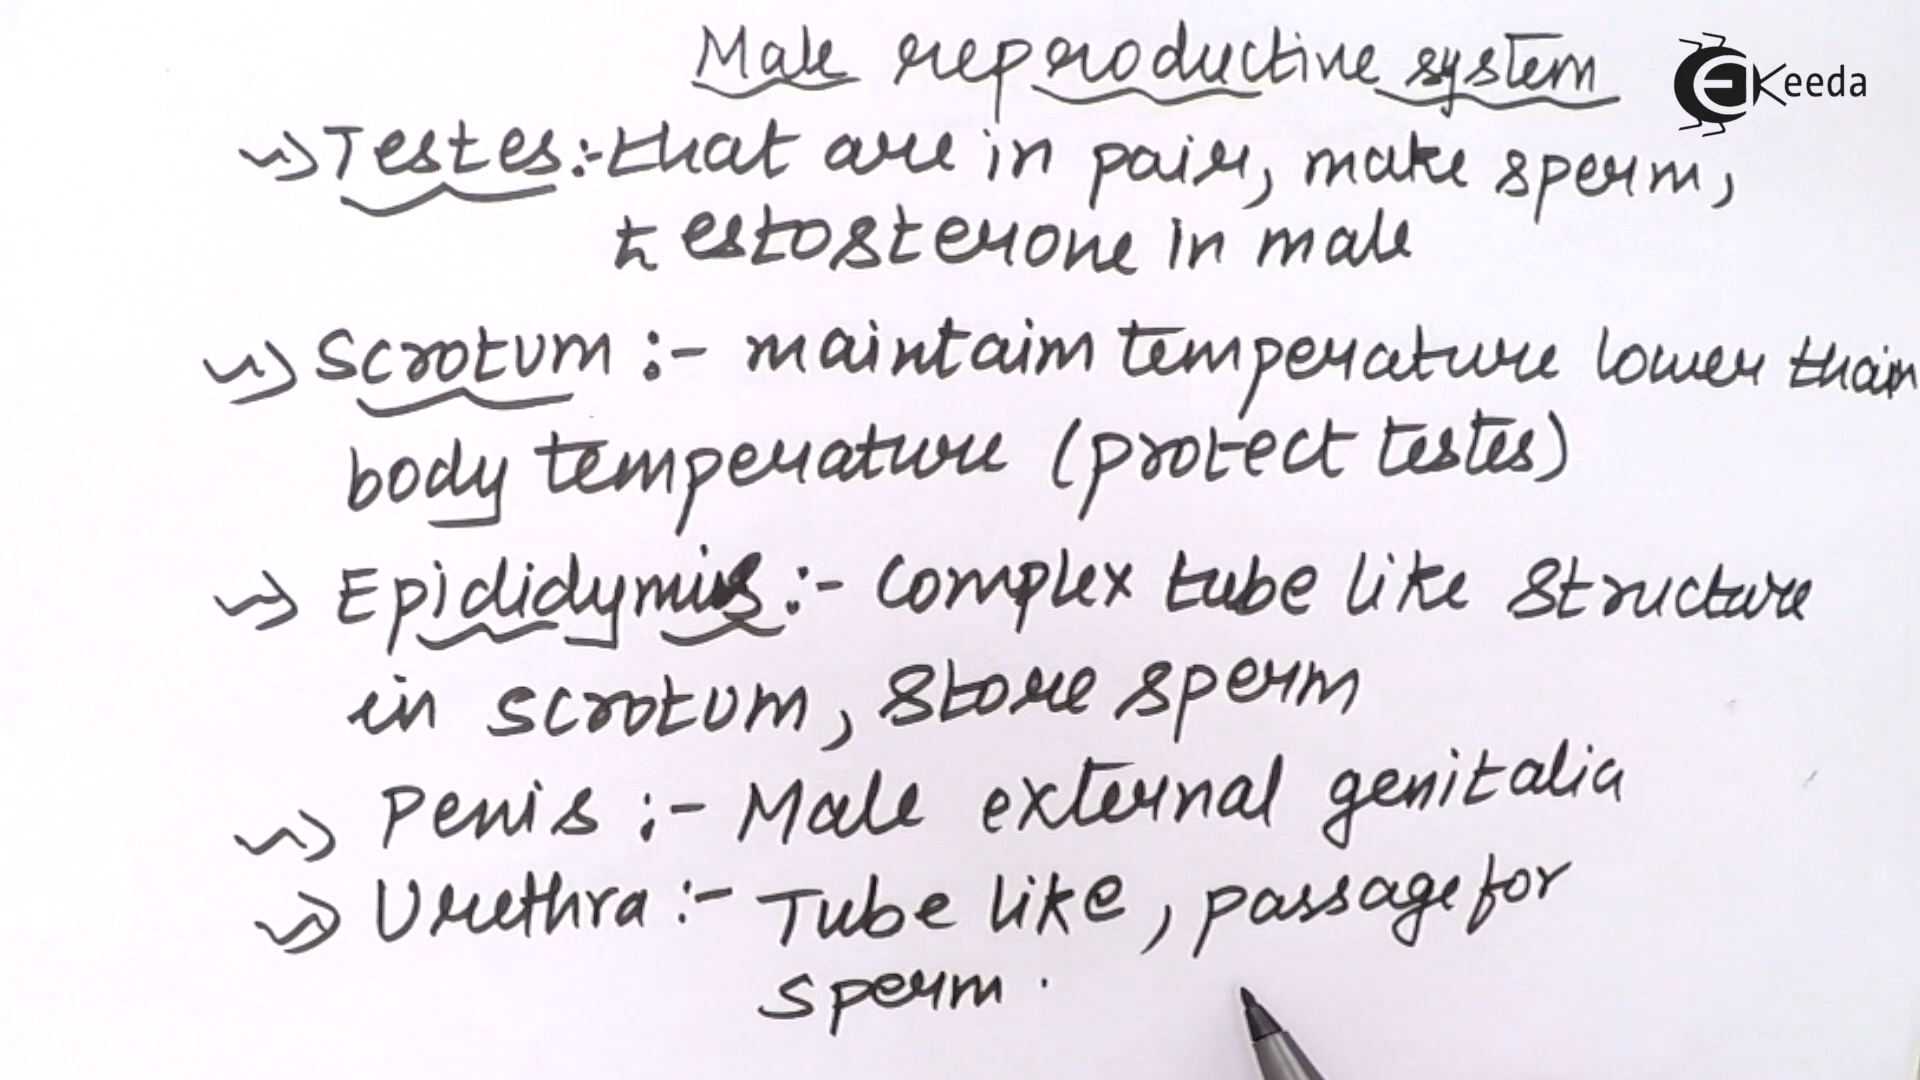 Male reproductive system
EKeeda
Testes:- that are in pair, make sperm,
testosterone in male
Scrotum :- maintain temperature lower than
body temperature (protect testes)
Epididymis :- complex tube like structure
in scrotum, store sperm
Penis :- Male external genitalia
Urethra :- Tube like, passage for
sperm.